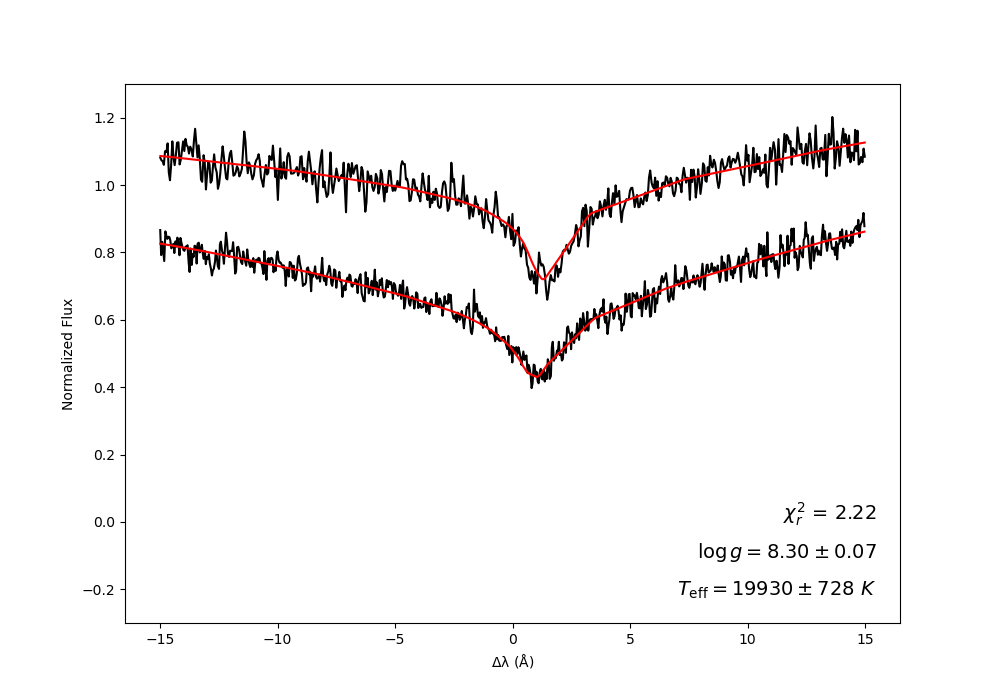 1.2
1.0
0.8
0.6
0.4
0.2
0.0
−0.2
Normalized Flux
χ²ᵣ = 2.22
log g = 8.30 ± 0.07
T_eff = 19930 ± 728 K
−15 −10 −5 0 5 10 15
Δλ (Å)